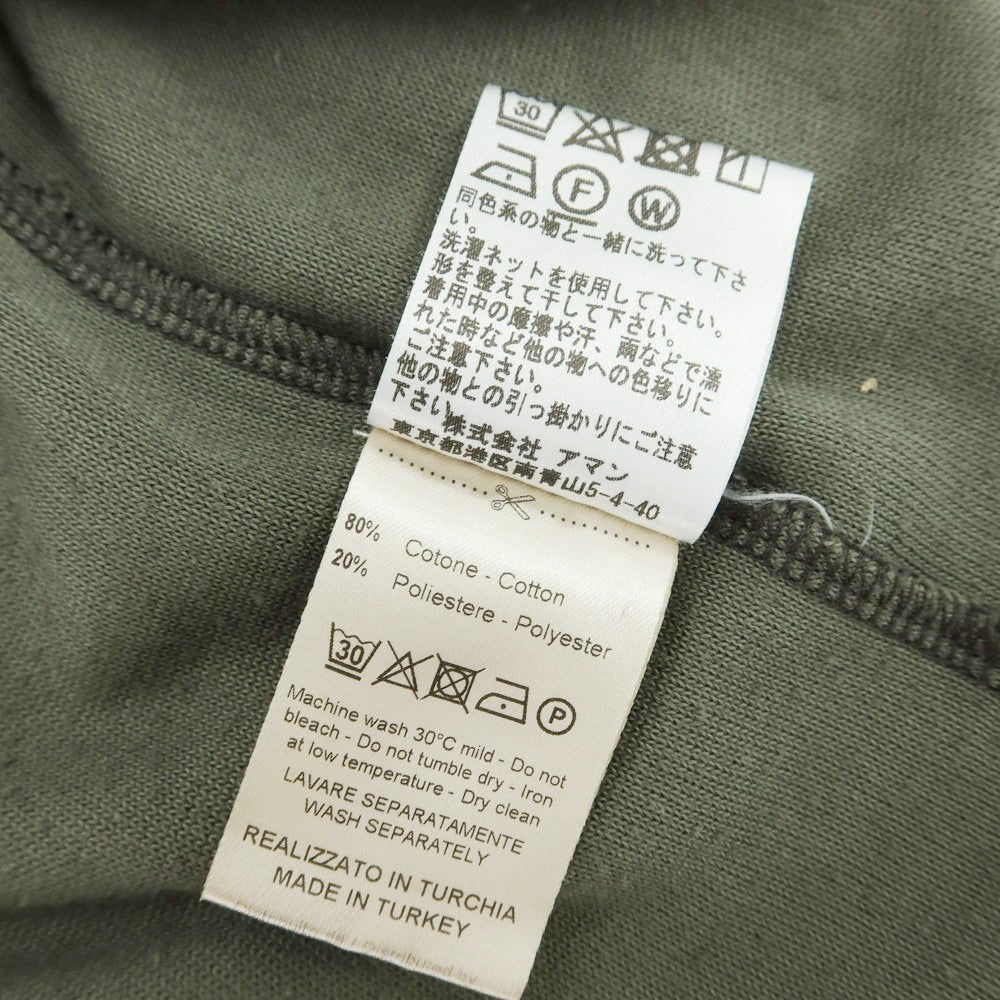 30
F W
同色系の物と一緒に洗って下さ
い。
洗濯ネットを使用して下さい。
形を整えて干して下さい。
着用中の摩擦や汗、雨などで濡
れた時など他の物への色移りに
ご注意下さい。
他の物との引っ掛かりにご注意
下さい。
株式会社 アマン
東京都港区南青山5-4-40
80% Cotone - Cotton
20% Poliestere - Polyester
30 P
Machine wash 30°C mild - Do not
bleach - Do not tumble dry - Iron
at low temperature - Dry clean
LAVARE SEPARATAMENTE
WASH SEPARATELY
REALIZZATO IN TURCHIA
MADE IN TURKEY
Distributed by